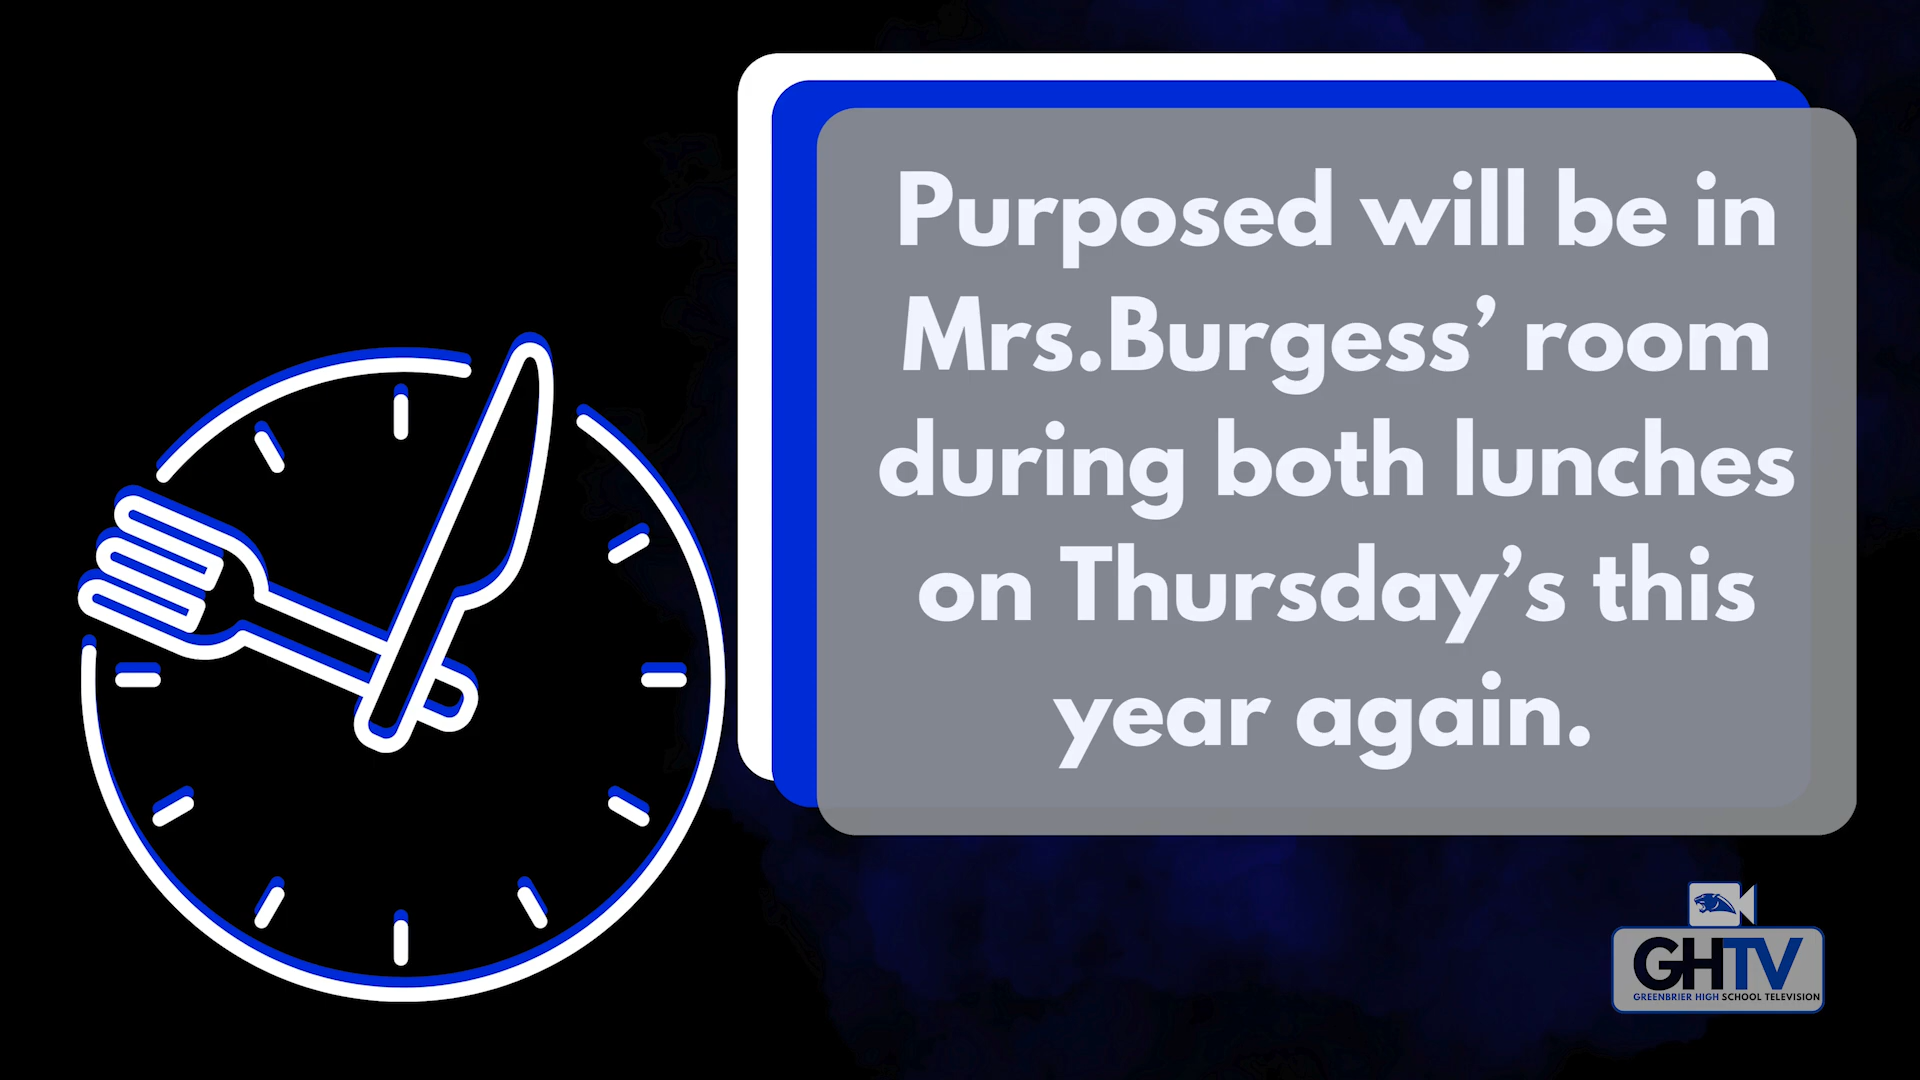 Purposed will be in
Mrs.Burgess’ room
during both lunches
on Thursday’s this
year again.
GHTV
GREENBRIER HIGH SCHOOL TELEVISION